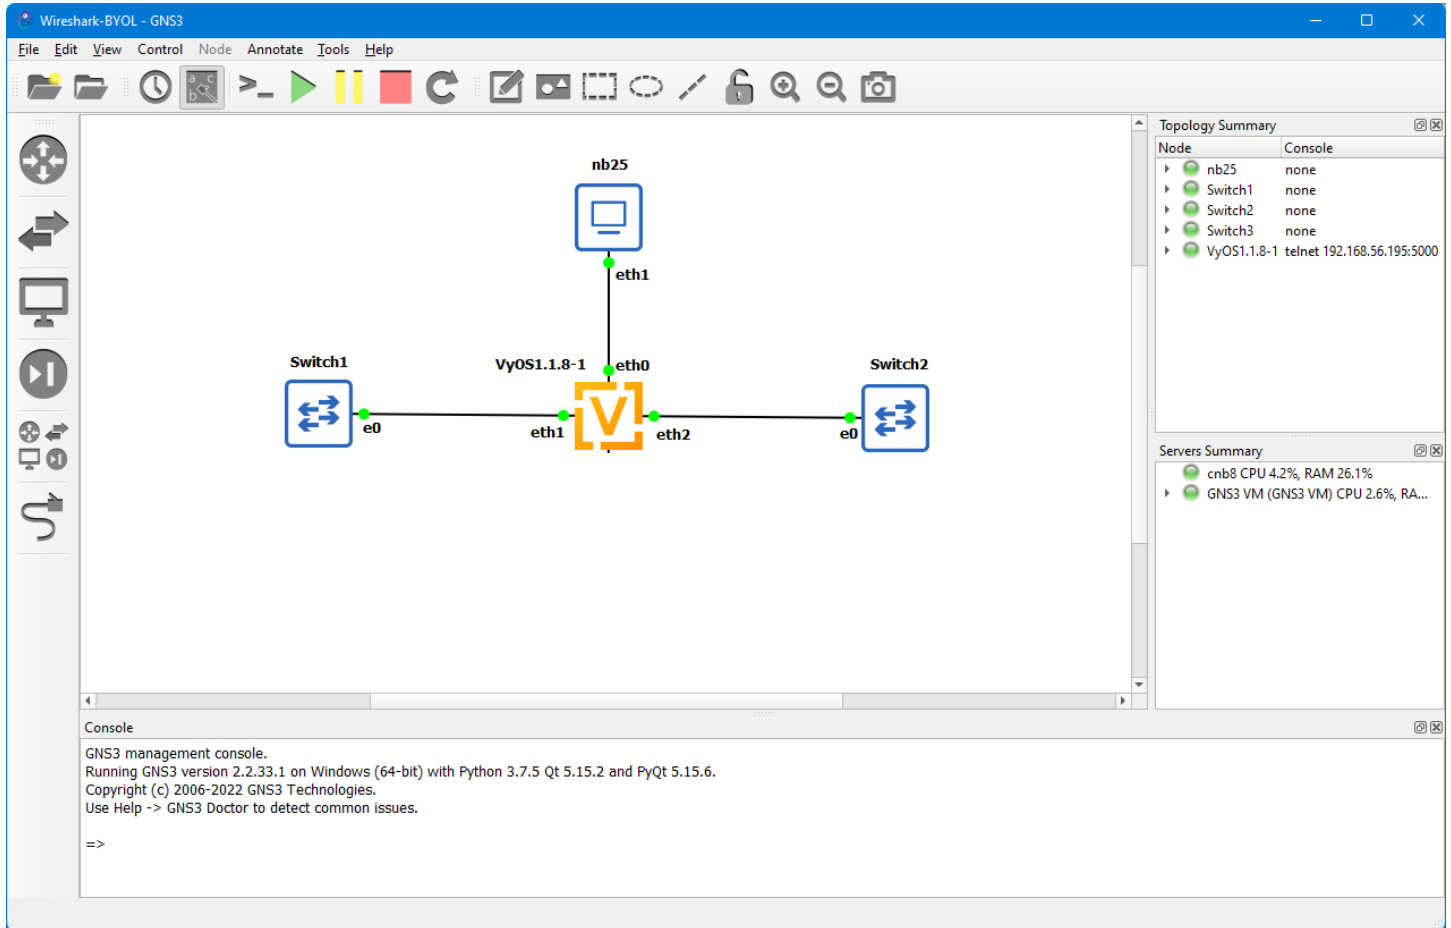 Wireshark-BYOL - GNS3
File Edit View Control Node Annotate Tools Help
nb25
eth1
Switch1
VyOS1.1.8-1
eth0
Switch2
e0
eth1
eth2
e0
Topology Summary
Node Console
nb25 none
Switch1 none
Switch2 none
Switch3 none
VyOS1.1.8-1 telnet 192.168.56.195:5000
Servers Summary
cnb8 CPU 4.2%, RAM 26.1%
GNS3 VM (GNS3 VM) CPU 2.6%, RA...
Console
GNS3 management console.
Running GNS3 version 2.2.33.1 on Windows (64-bit) with Python 3.7.5 Qt 5.15.2 and PyQt 5.15.6.
Copyright (c) 2006-2022 GNS3 Technologies.
Use Help -> GNS3 Doctor to detect common issues.
=>